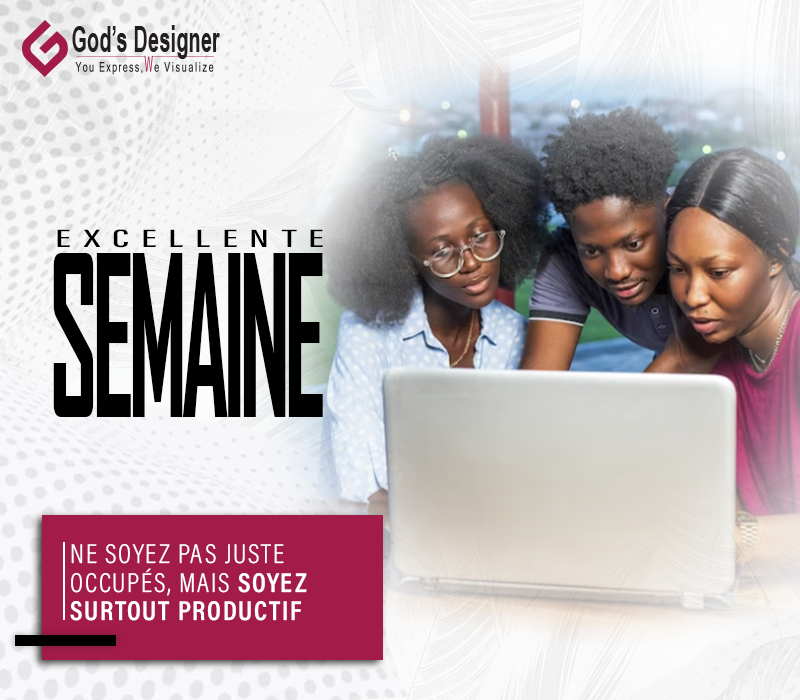 God's Designer
You Express,We Visualize
EXCELLENTE
SEMAINE
NE SOYEZ PAS JUSTE
OCCUPÉS, MAIS SOYEZ
SURTOUT PRODUCTIF